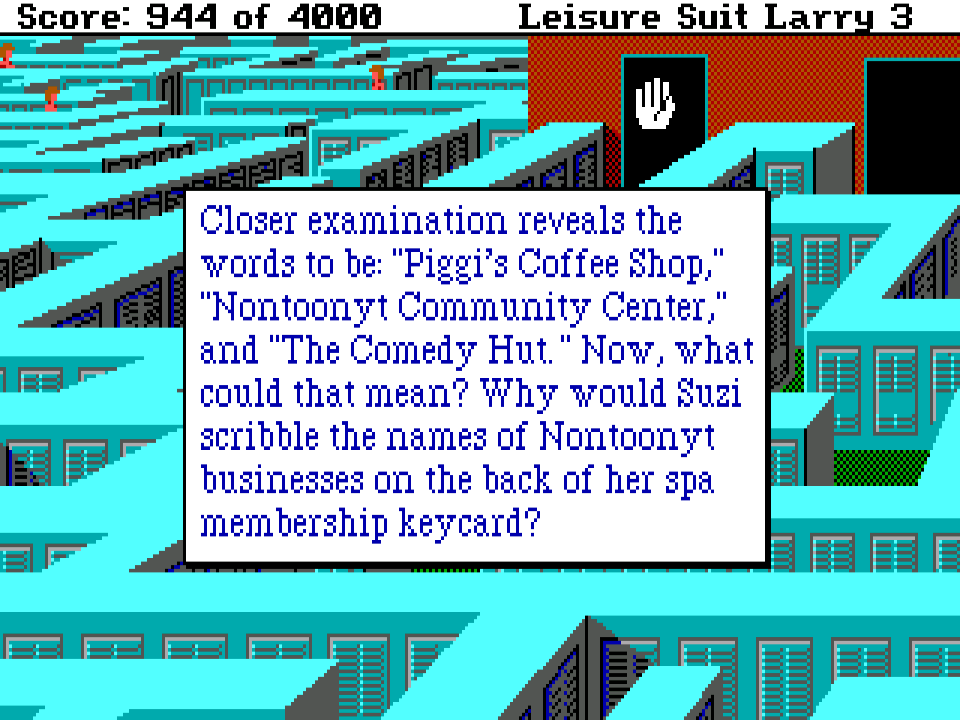 Score: 944 of 4000 Leisure Suit Larry 3
Closer examination reveals the
words to be: "Piggi's Coffee Shop,"
"Nontoonyt Community Center,"
and "The Comedy Hut." Now, what
could that mean? Why would Suzi
scribble the names of Nontoonyt
businesses on the back of her spa
membership keycard?